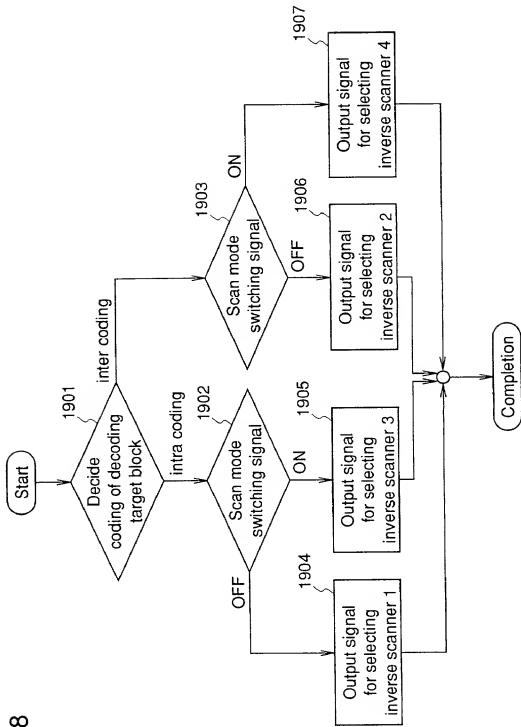 8
Start
1901
Decide
coding of decoding
target block
inter coding
intra coding
1902
Scan mode
switching signal
OFF
ON
1903
Scan mode
switching signal
ON
OFF
1904
Output signal
for selecting
inverse scanner 1
1905
Output signal
for selecting
inverse scanner 3
1906
Output signal
for selecting
inverse scanner 2
1907
Output signal
for selecting
inverse scanner 4
Completion